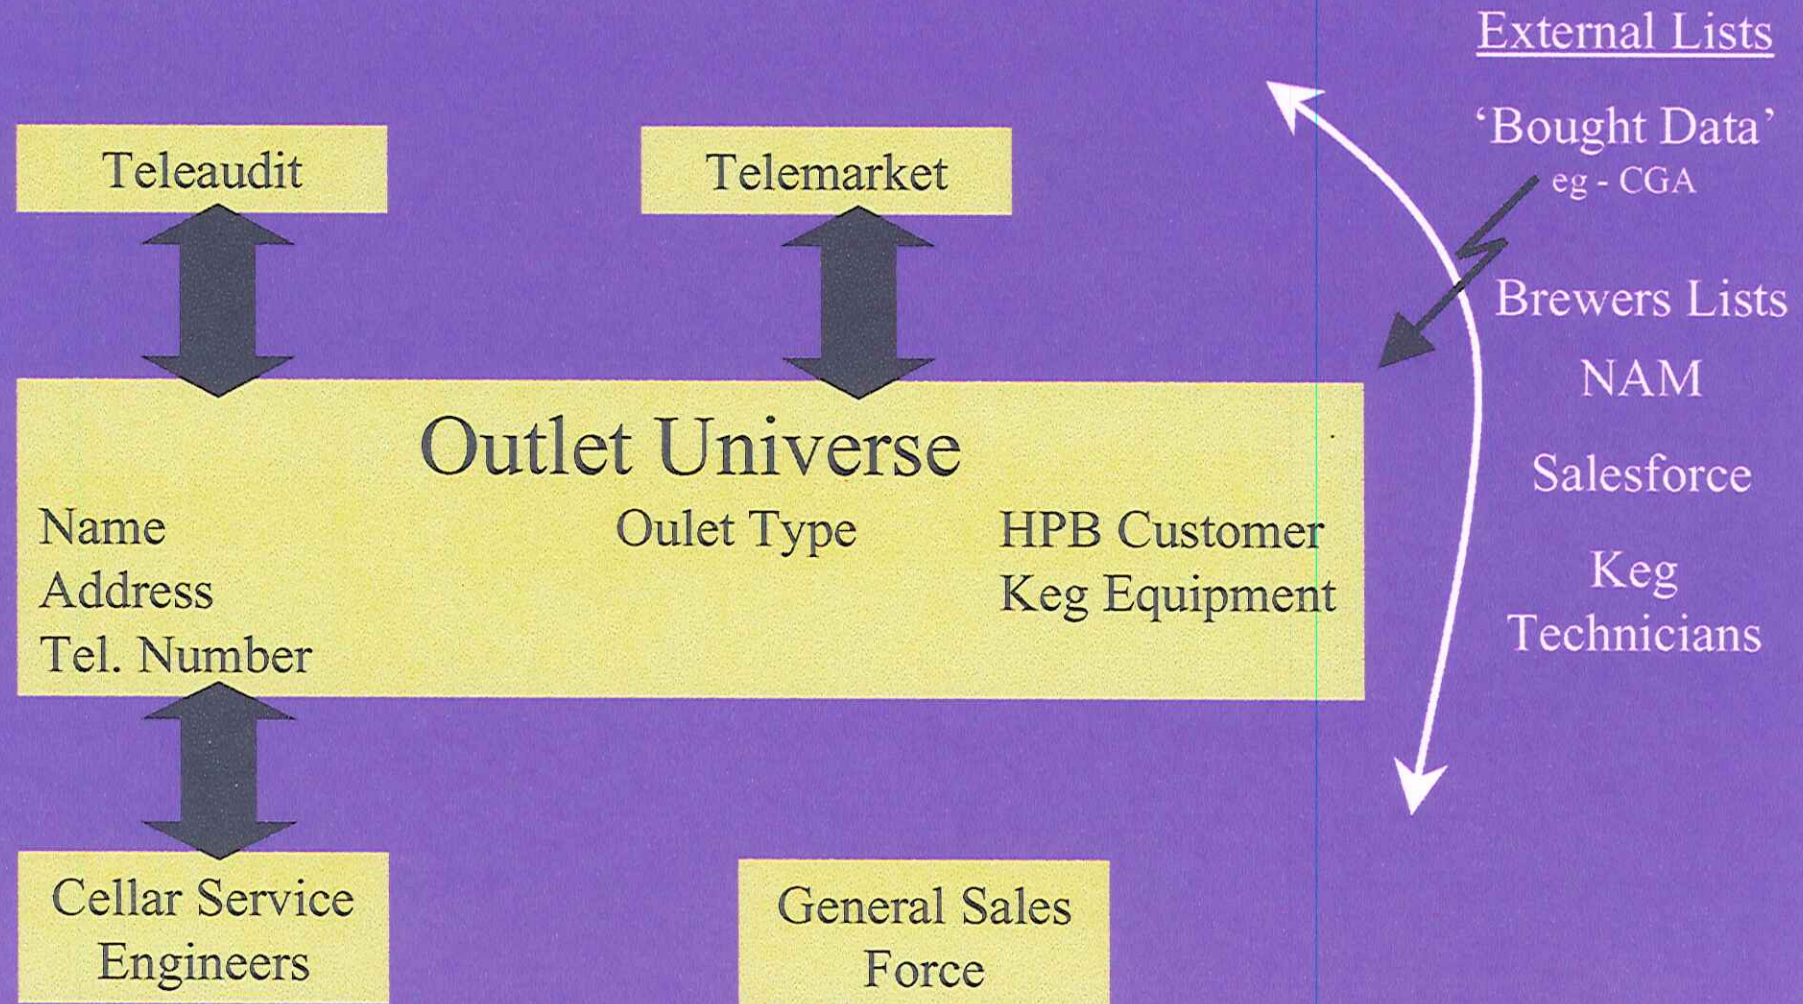 External Lists
'Bought Data'
eg - CGA
Brewers Lists
NAM
Salesforce
Keg
Technicians
Teleaudit
Telemarket
Outlet Universe
Name
Address
Tel. Number
Oulet Type
HPB Customer
Keg Equipment
Cellar Service
Engineers
General Sales
Force